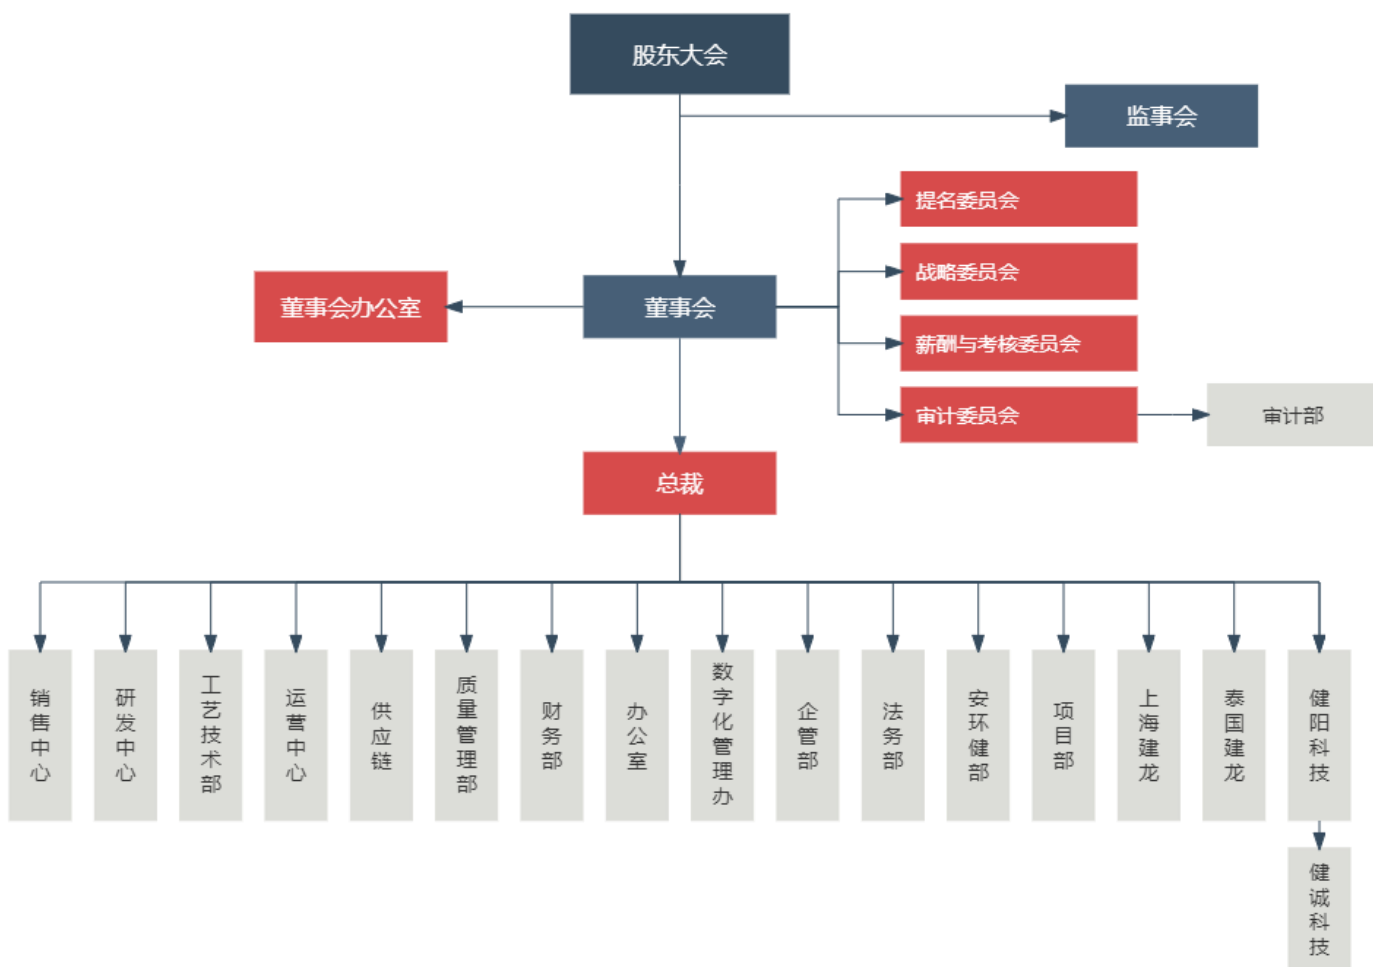 股东大会
监事会
提名委员会
战略委员会
董事会办公室
董事会
薪酬与考核委员会
审计委员会
审计部
总裁
销售中心
研发中心
工艺技术部
运营中心
供应链
质量管理部
财务部
办公室
数字化管理办
企管部
法务部
安环健部
项目部
上海建龙
泰国建龙
健阳科技
健诚科技